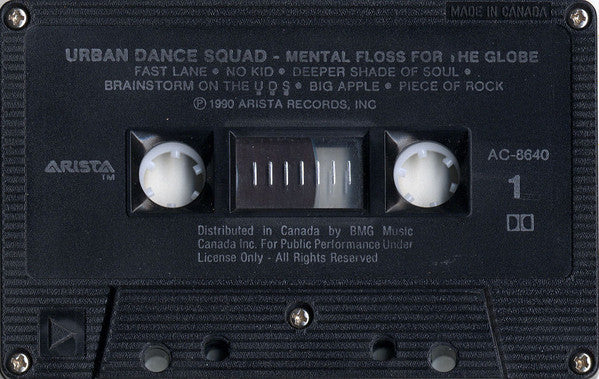 MADE IN CANADA
URBAN DANCE SQUAD - MENTAL FLOSS FOR THE GLOBE
FAST LANE • NO KID • DEEPER SHADE OF SOUL •
BRAINSTORM ON THE U D S • BIG APPLE • PIECE OF ROCK
Ⓟ 1990 ARISTA RECORDS, INC
ARISTA
TM
AC-8640
1
Distributed in Canada by BMG Music
Canada Inc. For Public Performance Under
License Only - All Rights Reserved